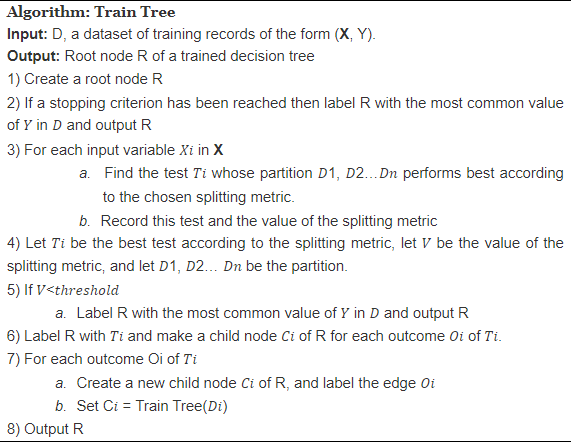 Algorithm: Train Tree
Input: D, a dataset of training records of the form (X, Y).
Output: Root node R of a trained decision tree
1) Create a root node R
2) If a stopping criterion has been reached then label R with the most common value
of Y in D and output R
3) For each input variable Xi in X
a. Find the test Ti whose partition D1, D2...Dn performs best according
to the chosen splitting metric.
b. Record this test and the value of the splitting metric
4) Let Ti be the best test according to the splitting metric, let V be the value of the
splitting metric, and let D1, D2... Dn be the partition.
5) If V<threshold
a. Label R with the most common value of Y in D and output R
6) Label R with Ti and make a child node Ci of R for each outcome Oi of Ti.
7) For each outcome Oi of Ti
a. Create a new child node Ci of R, and label the edge Oi
b. Set Ci = Train Tree(Di)
8) Output R